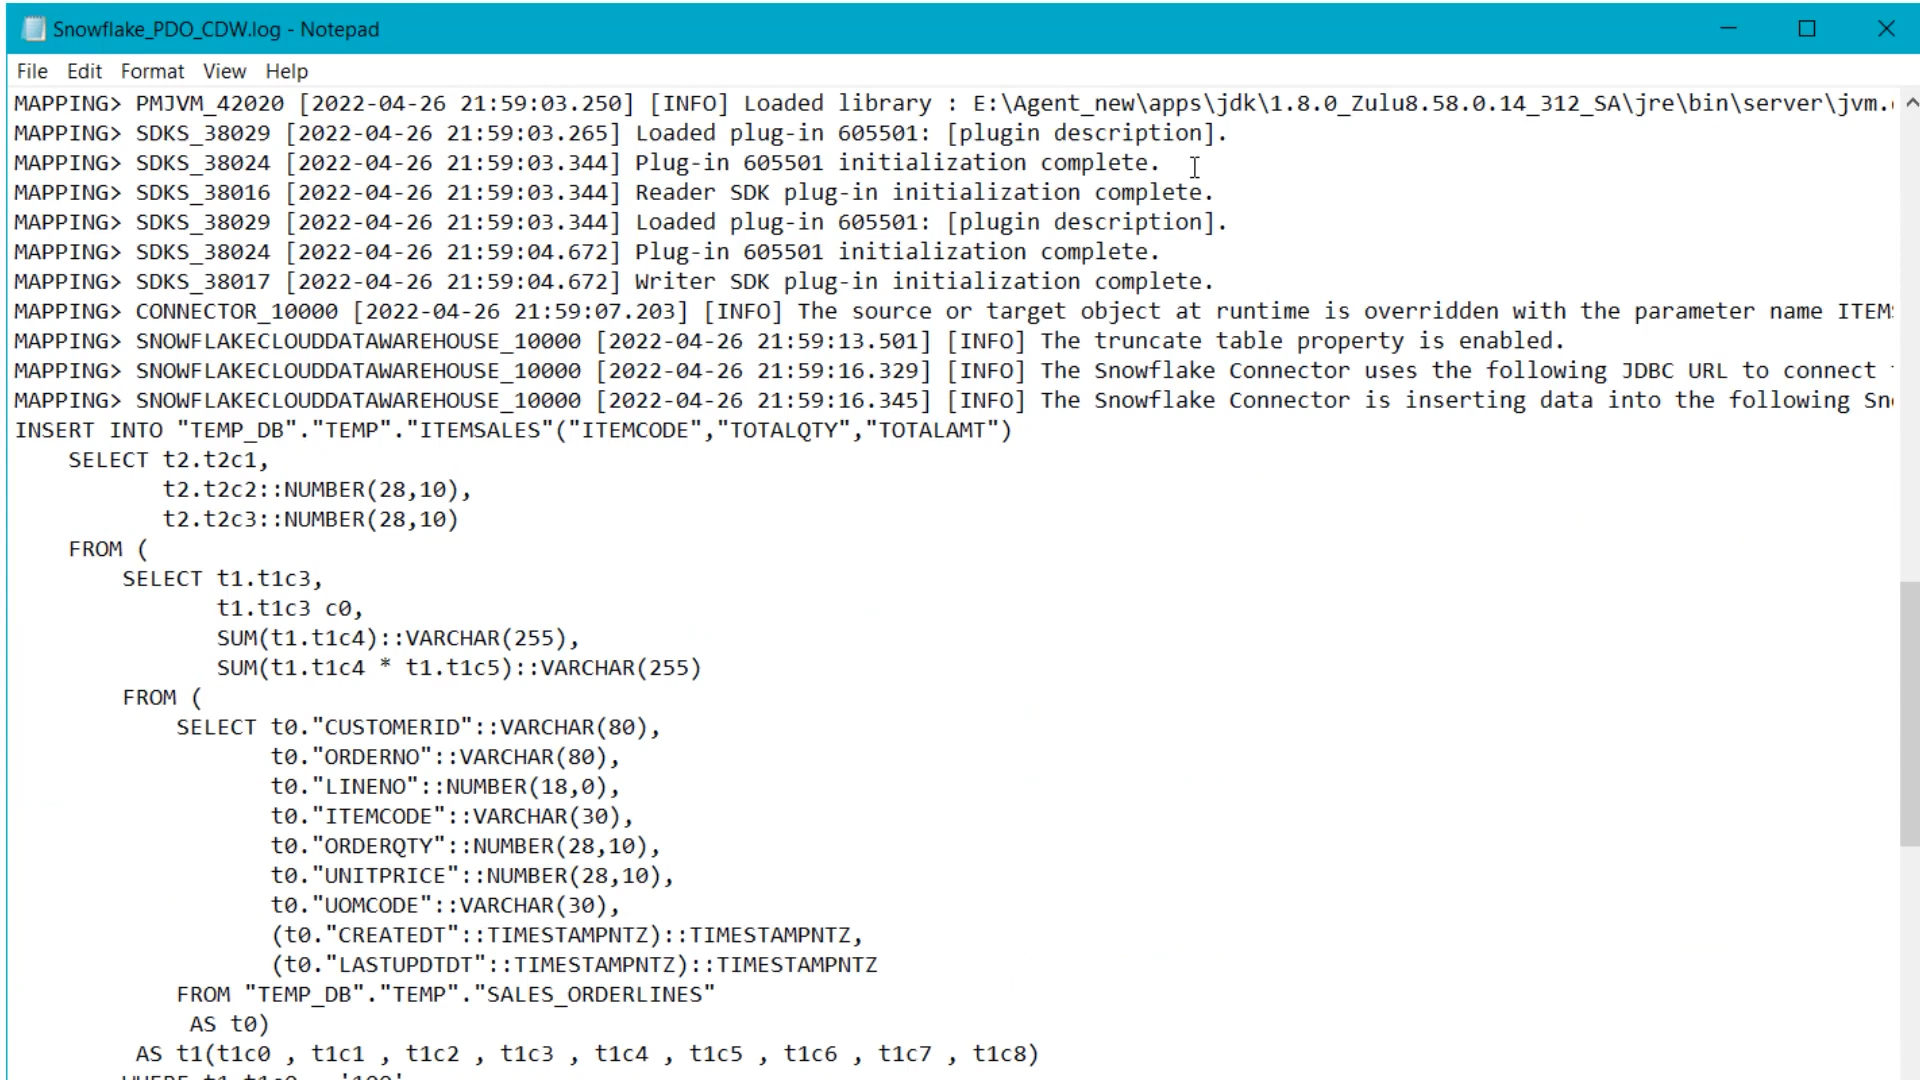 Snowflake_PDO_CDW.log - Notepad
File Edit Format View Help
MAPPING> PMJVM_42020 [2022-04-26 21:59:03.250] [INFO] Loaded library : E:\Agent_new\apps\jdk\1.8.0_Zulu8.58.0.14_312_SA\jre\bin\server\jvm.
MAPPING> SDKS_38029 [2022-04-26 21:59:03.265] Loaded plug-in 605501: [plugin description].
MAPPING> SDKS_38024 [2022-04-26 21:59:03.344] Plug-in 605501 initialization complete.
MAPPING> SDKS_38016 [2022-04-26 21:59:03.344] Reader SDK plug-in initialization complete.
MAPPING> SDKS_38029 [2022-04-26 21:59:03.344] Loaded plug-in 605501: [plugin description].
MAPPING> SDKS_38024 [2022-04-26 21:59:04.672] Plug-in 605501 initialization complete.
MAPPING> SDKS_38017 [2022-04-26 21:59:04.672] Writer SDK plug-in initialization complete.
MAPPING> CONNECTOR_10000 [2022-04-26 21:59:07.203] [INFO] The source or target object at runtime is overridden with the parameter name ITEM
MAPPING> SNOWFLAKECLOUDDATAWAREHOUSE_10000 [2022-04-26 21:59:13.501] [INFO] The truncate table property is enabled.
MAPPING> SNOWFLAKECLOUDDATAWAREHOUSE_10000 [2022-04-26 21:59:16.329] [INFO] The Snowflake Connector uses the following JDBC URL to connect
MAPPING> SNOWFLAKECLOUDDATAWAREHOUSE_10000 [2022-04-26 21:59:16.345] [INFO] The Snowflake Connector is inserting data into the following Sn
INSERT INTO "TEMP_DB"."TEMP"."ITEMSALES"("ITEMCODE","TOTALQTY","TOTALAMT")
SELECT t2.t2c1,
t2.t2c2::NUMBER(28,10),
t2.t2c3::NUMBER(28,10)
FROM (
SELECT t1.t1c3,
t1.t1c3 c0,
SUM(t1.t1c4)::VARCHAR(255),
SUM(t1.t1c4 * t1.t1c5)::VARCHAR(255)
FROM (
SELECT t0."CUSTOMERID"::VARCHAR(80),
t0."ORDERNO"::VARCHAR(80),
t0."LINENO"::NUMBER(18,0),
t0."ITEMCODE"::VARCHAR(30),
t0."ORDERQTY"::NUMBER(28,10),
t0."UNITPRICE"::NUMBER(28,10),
t0."UOMCODE"::VARCHAR(30),
(t0."CREATEDT"::TIMESTAMPNTZ)::TIMESTAMPNTZ,
(t0."LASTUPDTDT"::TIMESTAMPNTZ)::TIMESTAMPNTZ
FROM "TEMP_DB"."TEMP"."SALES_ORDERLINES"
AS t0)
AS t1(t1c0 , t1c1 , t1c2 , t1c3 , t1c4 , t1c5 , t1c6 , t1c7 , t1c8)